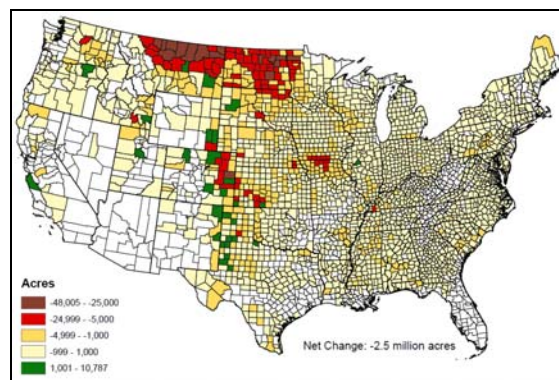 Net Change: -2.5 million acres
Acres
-48,005 - -25,000
-24,999 - -5,000
-4,999 - -1,000
-999 - 1,000
1,001 - 10,787